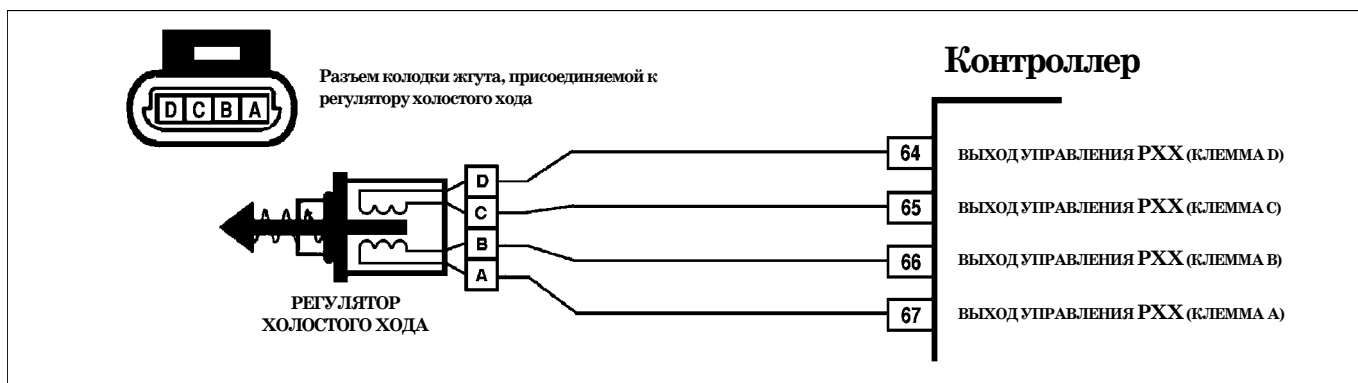 Контроллер
Разъем колодки жгута, присоединяемой к
регулятору холостого хода
D C B A
D
C
B
A
64
65
66
67
ВЫХОД УПРАВЛЕНИЯ РХХ (КЛЕММА D)
ВЫХОД УПРАВЛЕНИЯ РХХ (КЛЕММА C)
ВЫХОД УПРАВЛЕНИЯ РХХ (КЛЕММА B)
ВЫХОД УПРАВЛЕНИЯ РХХ (КЛЕММА A)
РЕГУЛЯТОР
ХОЛОСТОГО ХОДА